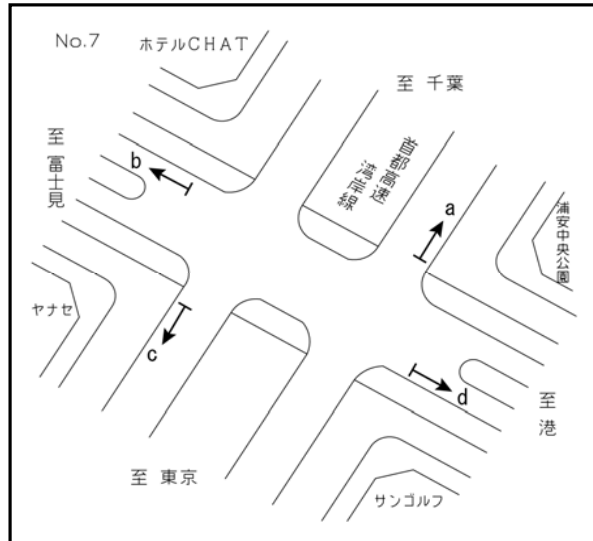 No.7
ホテルCHAT
至 千葉
至 富士見
首都高速
湾岸線
b
a
浦安中央公園
ヤナセ
c
d
至 港
至 東京
サンゴルフ